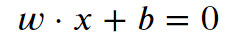 w · x + b = 0